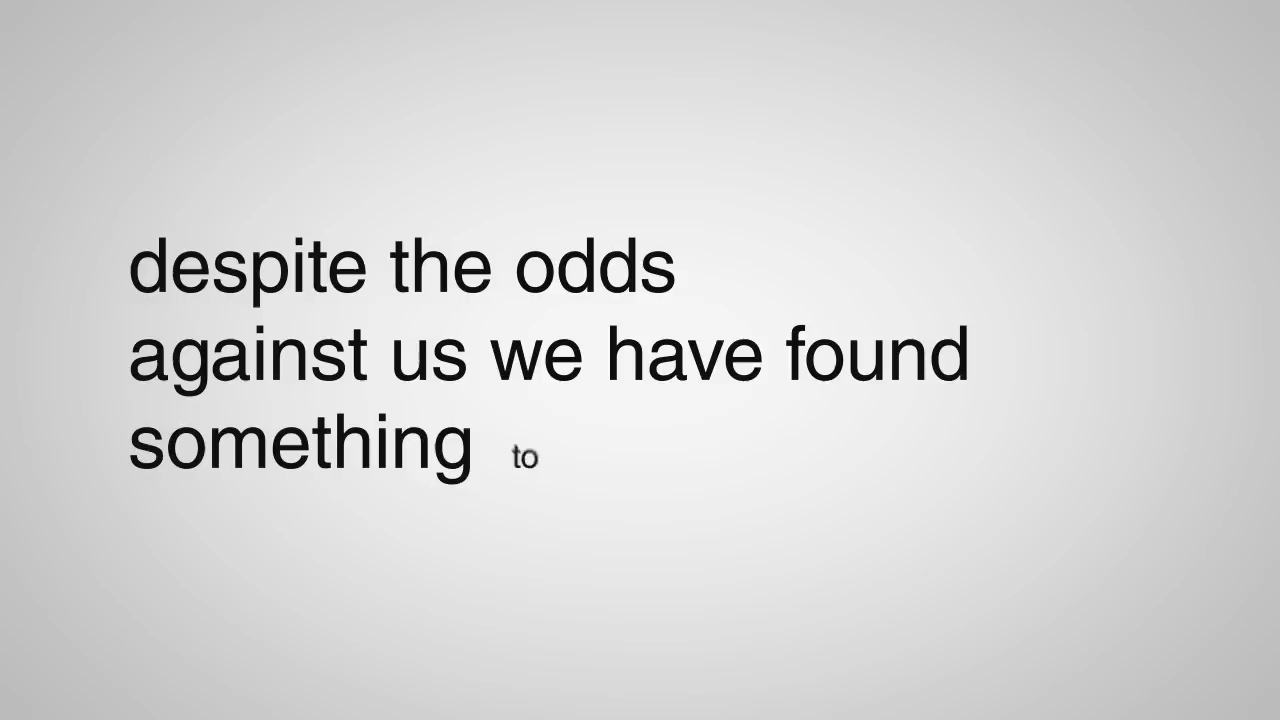 despite the odds
against us we have found
something to